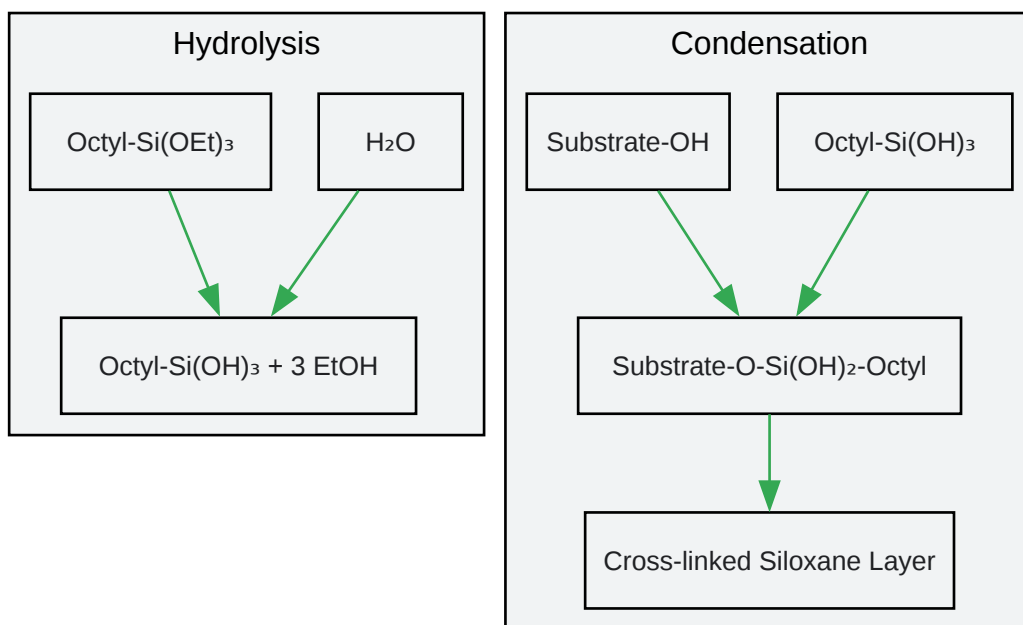 Hydrolysis
Octyl-Si(OEt)₃
H₂O
Octyl-Si(OH)₃ + 3 EtOH
Condensation
Substrate-OH
Octyl-Si(OH)₃
Substrate-O-Si(OH)₂-Octyl
Cross-linked Siloxane Layer